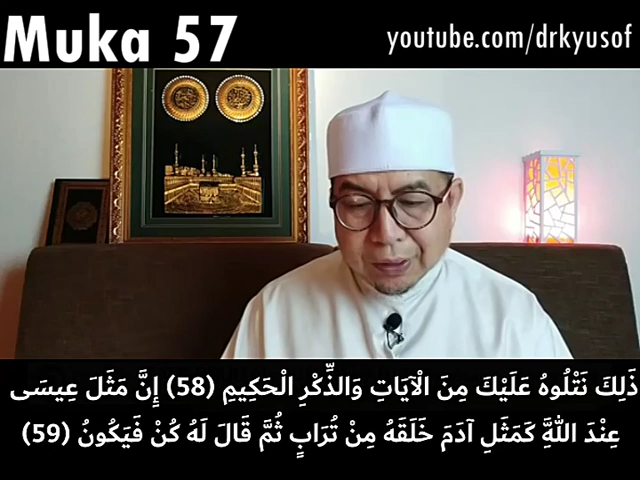 Muka 57
youtube.com/drkyusof
ذَلِكَ نَتْلُوهُ عَلَيْكَ مِنَ الْآيَاتِ وَالذِّكْرِ الْحَكِيمِ (58) إِنَّ مَثَلَ عِيسَى
عِنْدَ اللَّهِ كَمَثَلِ آدَمَ خَلَقَهُ مِنْ تُرَابٍ ثُمَّ قَالَ لَهُ كُنْ فَيَكُونُ (59)